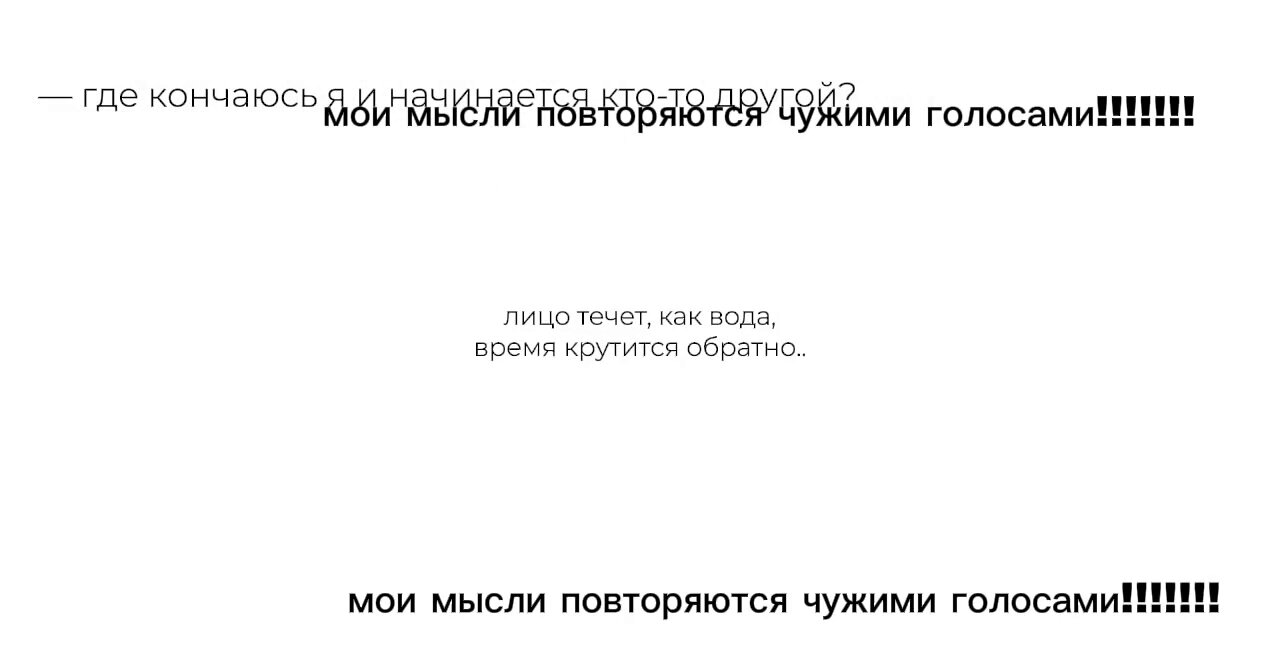 — где кончаюсь я и начинается кто-то другой?
мои мысли повторяются чужими голосами!!!!!!!
лицо течет, как вода,
время крутится обратно..
мои мысли повторяются чужими голосами!!!!!!!